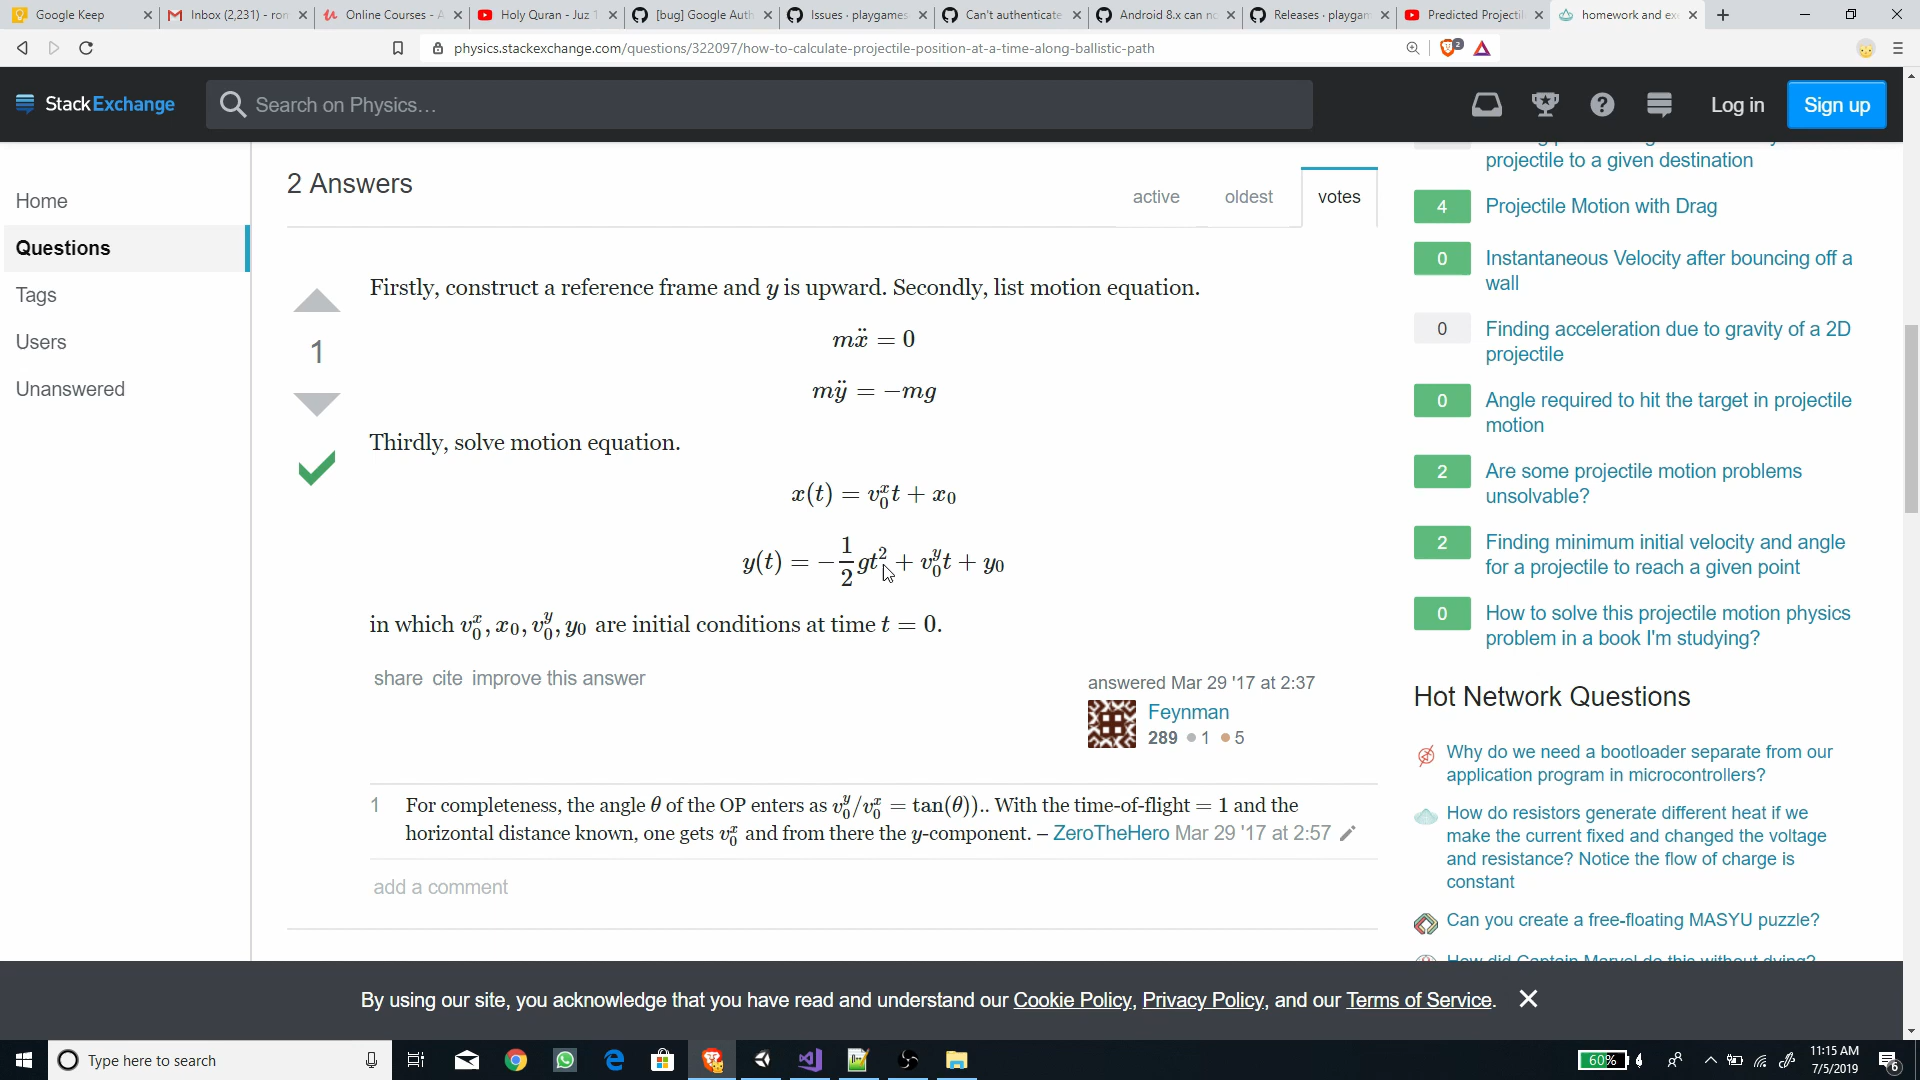 Google Keep
Inbox (2,231) - ron
Online Courses - A
Holy Quran - Juz 1
[bug] Google Auth
Issues · playgames
Can't authenticate
Android 8.x can no
Releases · playgam
Predicted Projectil
homework and exe
physics.stackexchange.com/questions/322097/how-to-calculate-projectile-position-at-a-time-along-ballistic-path
2
StackExchange
Search on Physics...
Log in
Sign up
Home
Questions
Tags
Users
Unanswered
2 Answers
active
oldest
votes
1
Firstly, construct a reference frame and y is upward. Secondly, list motion equation.
mẍ = 0
mÿ = −mg
Thirdly, solve motion equation.
x(t) = v₀ˣt + x₀
y(t) = −1/2 gt² + v₀ʸt + y₀
in which v₀ˣ, x₀, v₀ʸ, y₀ are initial conditions at time t = 0.
share cite improve this answer
answered Mar 29 '17 at 2:37
Feynman
289 ●1 ●5
1
For completeness, the angle θ of the OP enters as v₀ʸ/v₀ˣ = tan(θ)).. With the time-of-flight = 1 and the
horizontal distance known, one gets v₀ˣ and from there the y-component. – ZeroTheHero Mar 29 '17 at 2:57
add a comment
projectile to a given destination
4 Projectile Motion with Drag
0 Instantaneous Velocity after bouncing off a
wall
0 Finding acceleration due to gravity of a 2D
projectile
0 Angle required to hit the target in projectile
motion
2 Are some projectile motion problems
unsolvable?
2 Finding minimum initial velocity and angle
for a projectile to reach a given point
0 How to solve this projectile motion physics
problem in a book I'm studying?
Hot Network Questions
Why do we need a bootloader separate from our
application program in microcontrollers?
How do resistors generate different heat if we
make the current fixed and changed the voltage
and resistance? Notice the flow of charge is
constant
Can you create a free-floating MASYU puzzle?
How did Captain Marvel do this without dying?
By using our site, you acknowledge that you have read and understand our Cookie Policy, Privacy Policy, and our Terms of Service.
Type here to search
60%
11:15 AM
7/5/2019
6